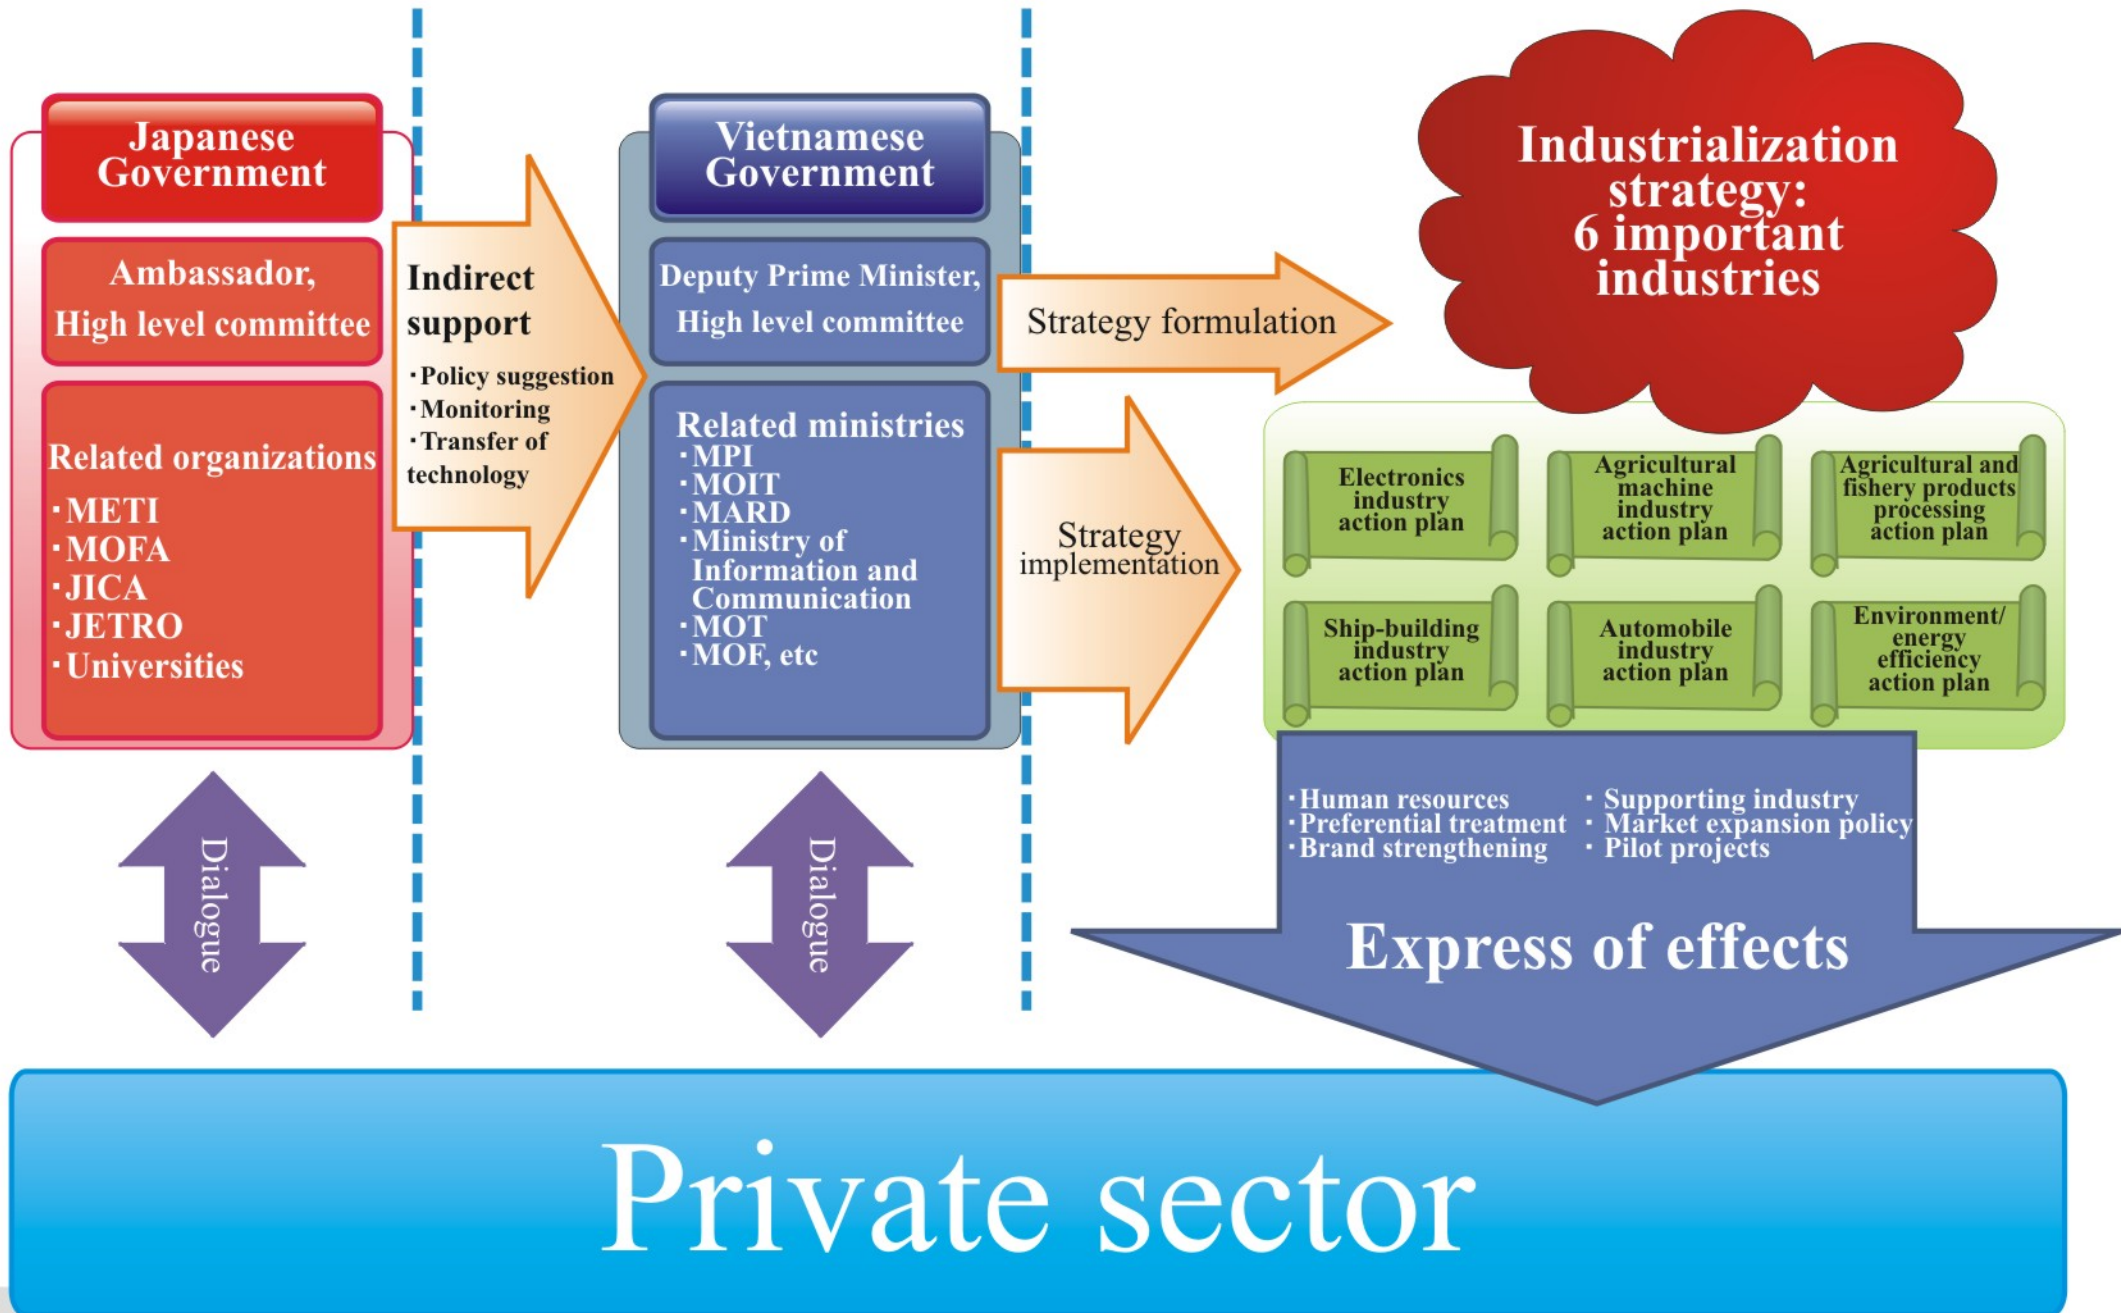 Japanese
Government
Ambassador,
High level committee
Related organizations
·METI
·MOFA
·JICA
·JETRO
·Universities
Indirect
support
·Policy suggestion
·Monitoring
·Transfer of
technology
Vietnamese
Government
Deputy Prime Minister,
High level committee
Related ministries
·MPI
·MOIT
·MARD
·Ministry of
Information and
Communication
·MOT
·MOF, etc
Strategy formulation
Strategy
implementation
Industrialization
strategy:
6 important
industries
Electronics
industry
action plan
Agricultural
machine
industry
action plan
Agricultural and
fishery products
processing
action plan
Ship-building
industry
action plan
Automobile
industry
action plan
Environment/
energy
efficiency
action plan
·Human resources
·Preferential treatment
·Brand strengthening
· Supporting industry
· Market expansion policy
· Pilot projects
Express of effects
Dialogue
Dialogue
Private sector